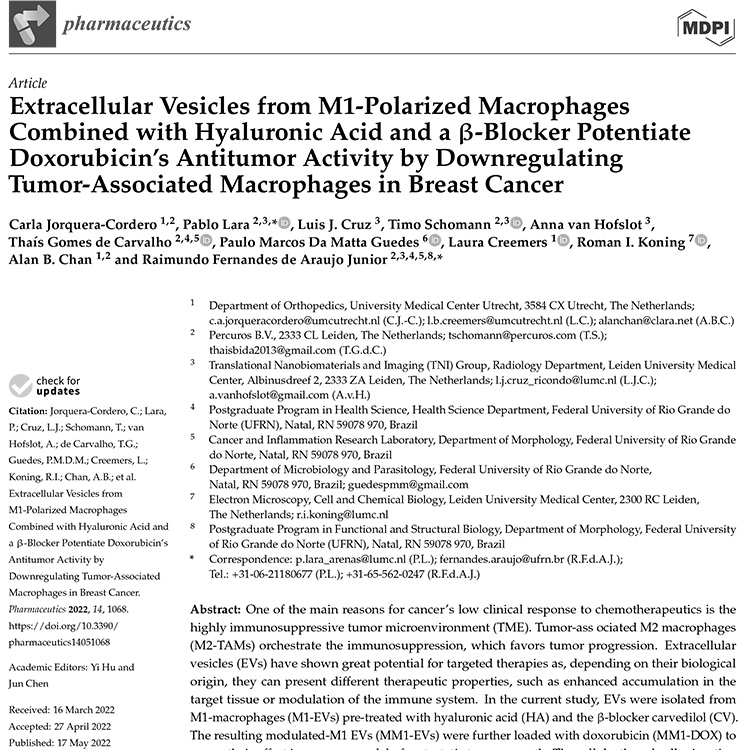 pharmaceutics
MDPI
Article
Extracellular Vesicles from M1-Polarized Macrophages
Combined with Hyaluronic Acid and a β-Blocker Potentiate
Doxorubicin's Antitumor Activity by Downregulating
Tumor-Associated Macrophages in Breast Cancer
Carla Jorquera-Cordero 1,2, Pablo Lara 2,3,*iD, Luis J. Cruz 3, Timo Schomann 2,3iD, Anna van Hofslot 3,
Thaís Gomes de Carvalho 2,4,5iD, Paulo Marcos Da Matta Guedes 6iD, Laura Creemers 1iD, Roman I. Koning 7iD,
Alan B. Chan 1,2 and Raimundo Fernandes de Araujo Junior 2,3,4,5,8,*
1 Department of Orthopedics, University Medical Center Utrecht, 3584 CX Utrecht, The Netherlands;
c.a.jorqueracordero@umcutrecht.nl (C.J.-C.); l.b.creemers@umcutrecht.nl (L.C.); alanchan@clara.net (A.B.C.)
2 Percuros B.V., 2333 CL Leiden, The Netherlands; tschomann@percuros.com (T.S.);
thaisbida2013@gmail.com (T.G.d.C.)
3 Translational Nanobiomaterials and Imaging (TNI) Group, Radiology Department, Leiden University Medical
Center, Albinusdreef 2, 2333 ZA Leiden, The Netherlands; l.j.cruz_ricondo@lumc.nl (L.J.C.);
a.vanhofslot@gmail.com (A.v.H.)
4 Postgraduate Program in Health Science, Health Science Department, Federal University of Rio Grande do
Norte (UFRN), Natal, RN 59078 970, Brazil
5 Cancer and Inflammation Research Laboratory, Department of Morphology, Federal University of Rio Grande
do Norte, Natal, RN 59078 970, Brazil
6 Department of Microbiology and Parasitology, Federal University of Rio Grande do Norte,
Natal, RN 59078 970, Brazil; guedespmm@gmail.com
7 Electron Microscopy, Cell and Chemical Biology, Leiden University Medical Center, 2300 RC Leiden,
The Netherlands; r.i.koning@lumc.nl
8 Postgraduate Program in Functional and Structural Biology, Department of Morphology, Federal University
of Rio Grande do Norte (UFRN), Natal, RN 59078 970, Brazil
* Correspondence: p.lara_arenas@lumc.nl (P.L.); fernandes.araujo@ufrn.br (R.F.d.A.J.);
Tel.: +31-06-21180677 (P.L.); +31-65-562-0247 (R.F.d.A.J.)
check for
updates
Citation: Jorquera-Cordero, C.; Lara,
P.; Cruz, L.J.; Schomann, T.; van
Hofslot, A.; de Carvalho, T.G.;
Guedes, P.M.D.M.; Creemers, L.;
Koning, R.I.; Chan, A.B.; et al.
Extracellular Vesicles from
M1-Polarized Macrophages
Combined with Hyaluronic Acid and
a β-Blocker Potentiate Doxorubicin's
Antitumor Activity by
Downregulating Tumor-Associated
Macrophages in Breast Cancer.
Pharmaceutics 2022, 14, 1068.
https://doi.org/10.3390/
pharmaceutics14051068
Academic Editors: Yi Hu and
Jun Chen
Received: 16 March 2022
Accepted: 27 April 2022
Published: 17 May 2022
Abstract: One of the main reasons for cancer's low clinical response to chemotherapeutics is the
highly immunosuppressive tumor microenvironment (TME). Tumor-ass ociated M2 macrophages
(M2-TAMs) orchestrate the immunosuppression, which favors tumor progression. Extracellular
vesicles (EVs) have shown great potential for targeted therapies as, depending on their biological
origin, they can present different therapeutic properties, such as enhanced accumulation in the
target tissue or modulation of the immune system. In the current study, EVs were isolated from
M1-macrophages (M1-EVs) pre-treated with hyaluronic acid (HA) and the β-blocker carvedilol (CV).
The resulting modulated-M1 EVs (MM1-EVs) were further loaded with doxorubicin (MM1-DOX) to